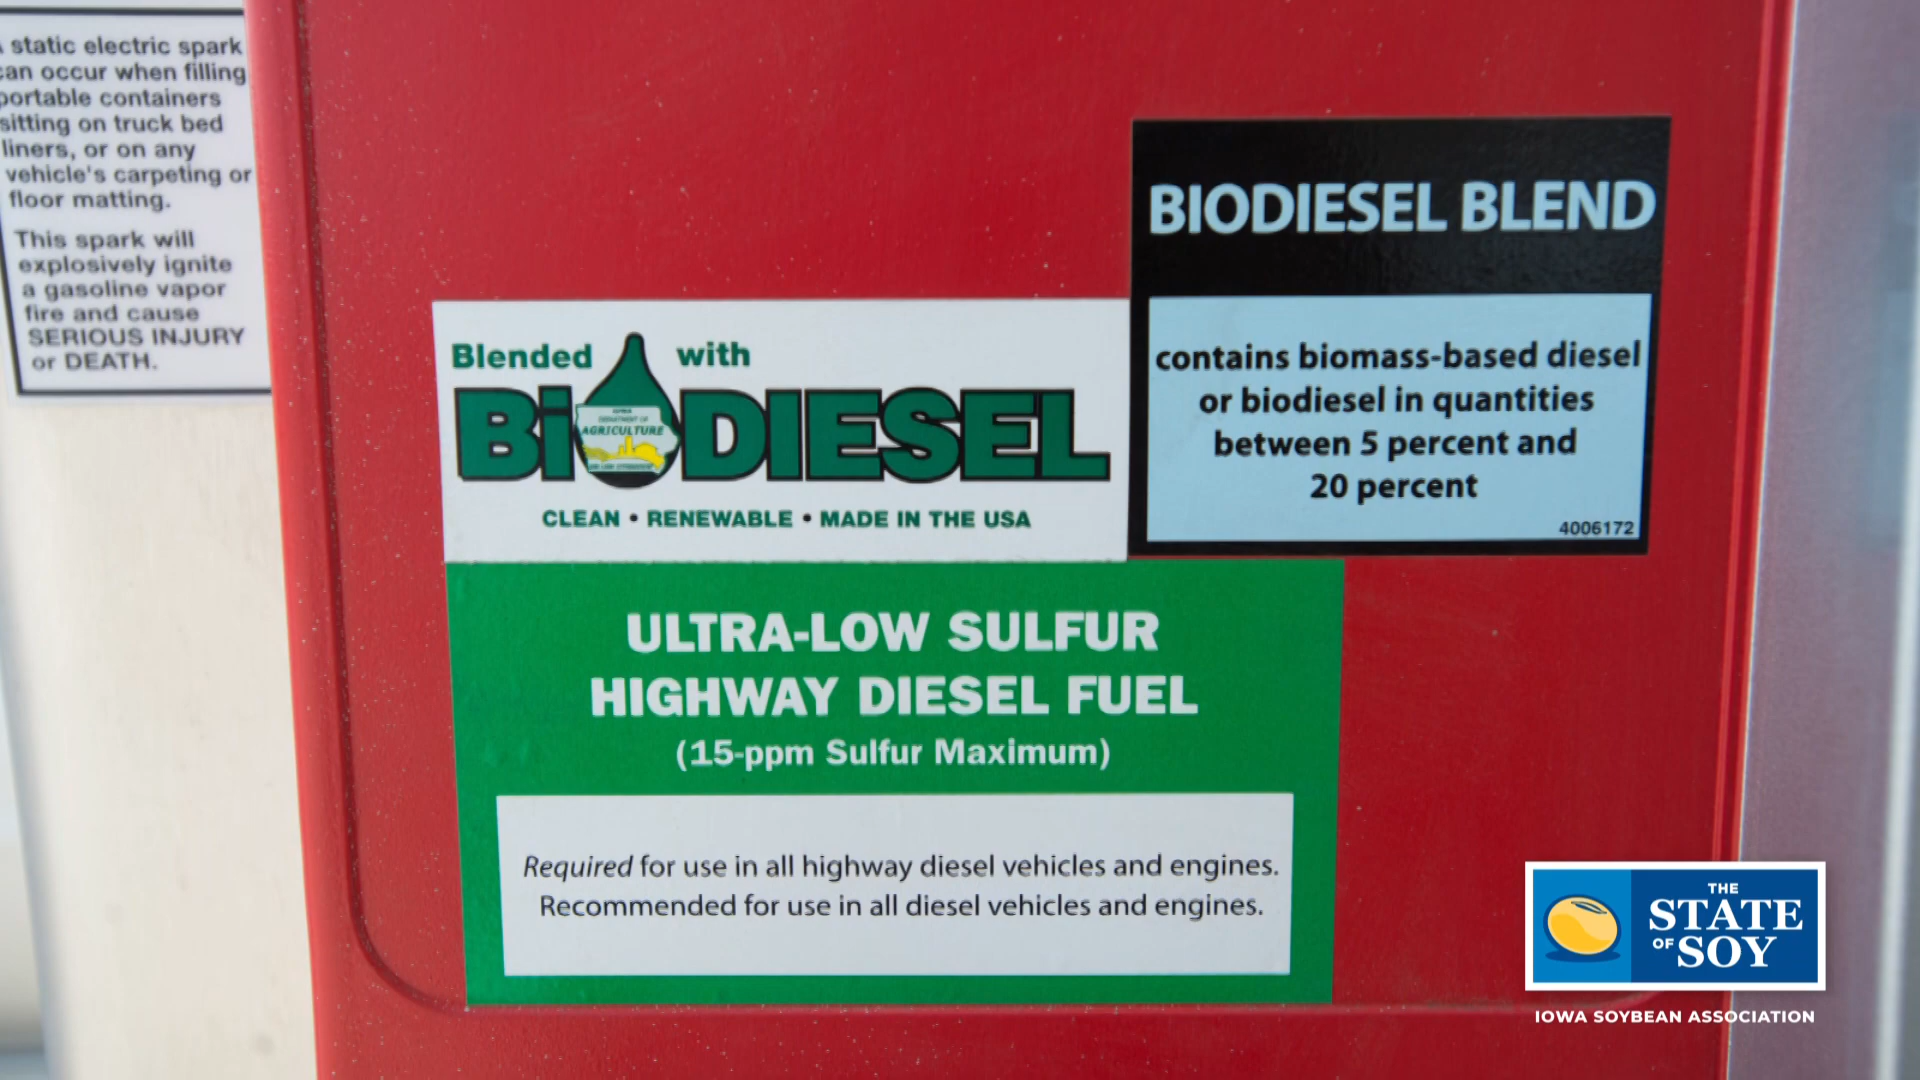 static electric spark
can occur when filling
portable containers
sitting on truck bed
liners, or on any
vehicle's carpeting or
floor matting.
This spark will
explosively ignite
a gasoline vapor
fire and cause
SERIOUS INJURY
or DEATH.
Blended with
BiODIESEL
IOWA
DEPARTMENT OF
AGRICULTURE
CLEAN • RENEWABLE • MADE IN THE USA
BIODIESEL BLEND
contains biomass-based diesel
or biodiesel in quantities
between 5 percent and
20 percent
4006172
ULTRA-LOW SULFUR
HIGHWAY DIESEL FUEL
(15-ppm Sulfur Maximum)
Required for use in all highway diesel vehicles and engines.
Recommended for use in all diesel vehicles and engines.
THE
STATE
OF SOY
IOWA SOYBEAN ASSOCIATION